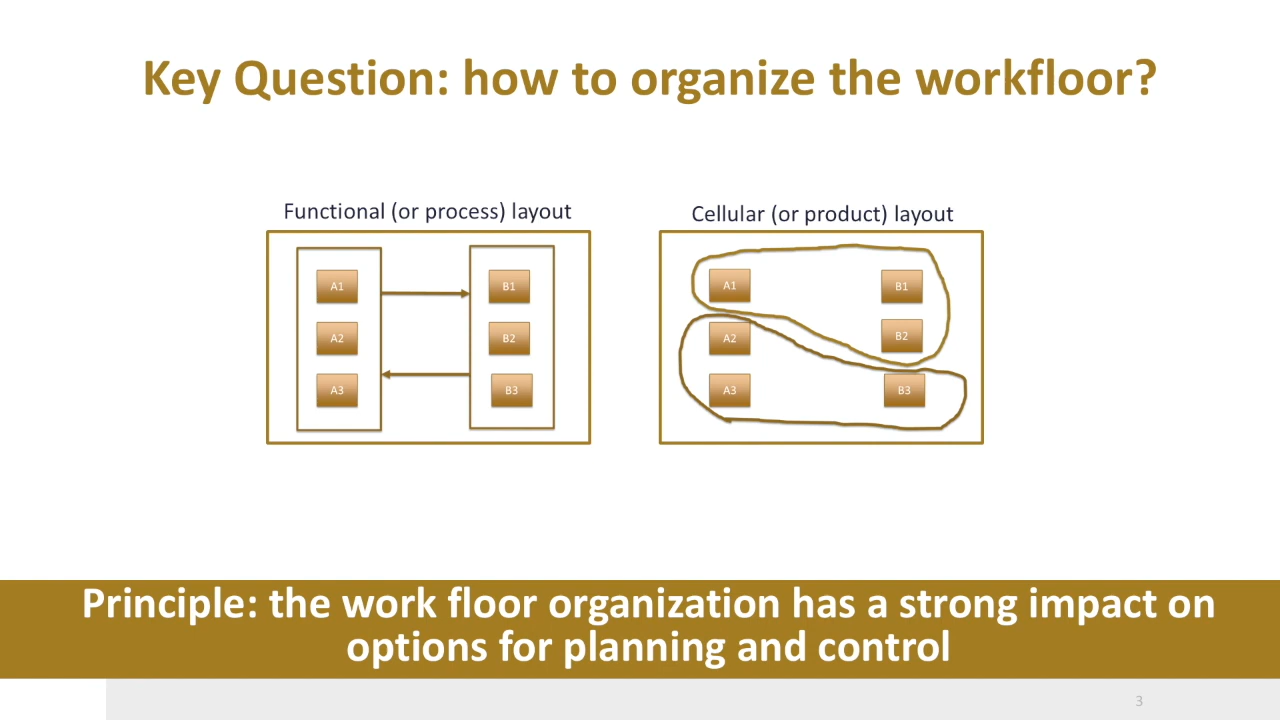 Key Question: how to organize the workfloor?
Functional (or process) layout
Cellular (or product) layout
A1
B1
A2
B2
A3
B3
A1
B1
A2
B2
A3
B3
Principle: the work floor organization has a strong impact on
options for planning and control
3